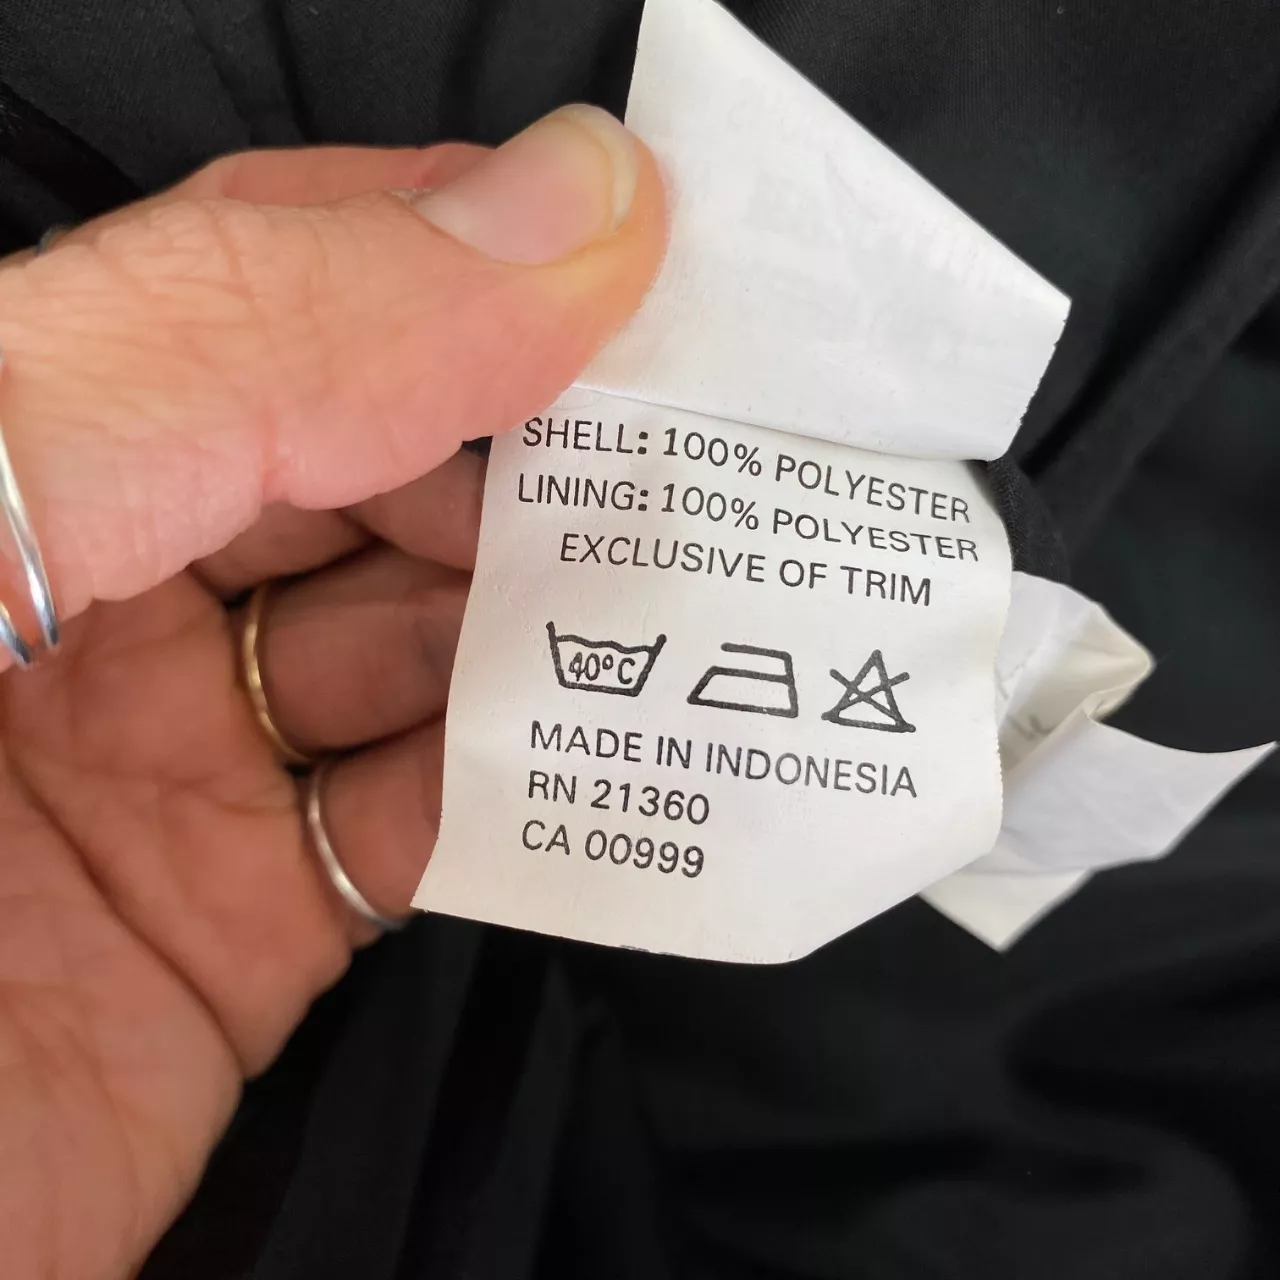 SHELL: 100% POLYESTER
LINING: 100% POLYESTER
EXCLUSIVE OF TRIM
40°C
MADE IN INDONESIA
RN 21360
CA 00999